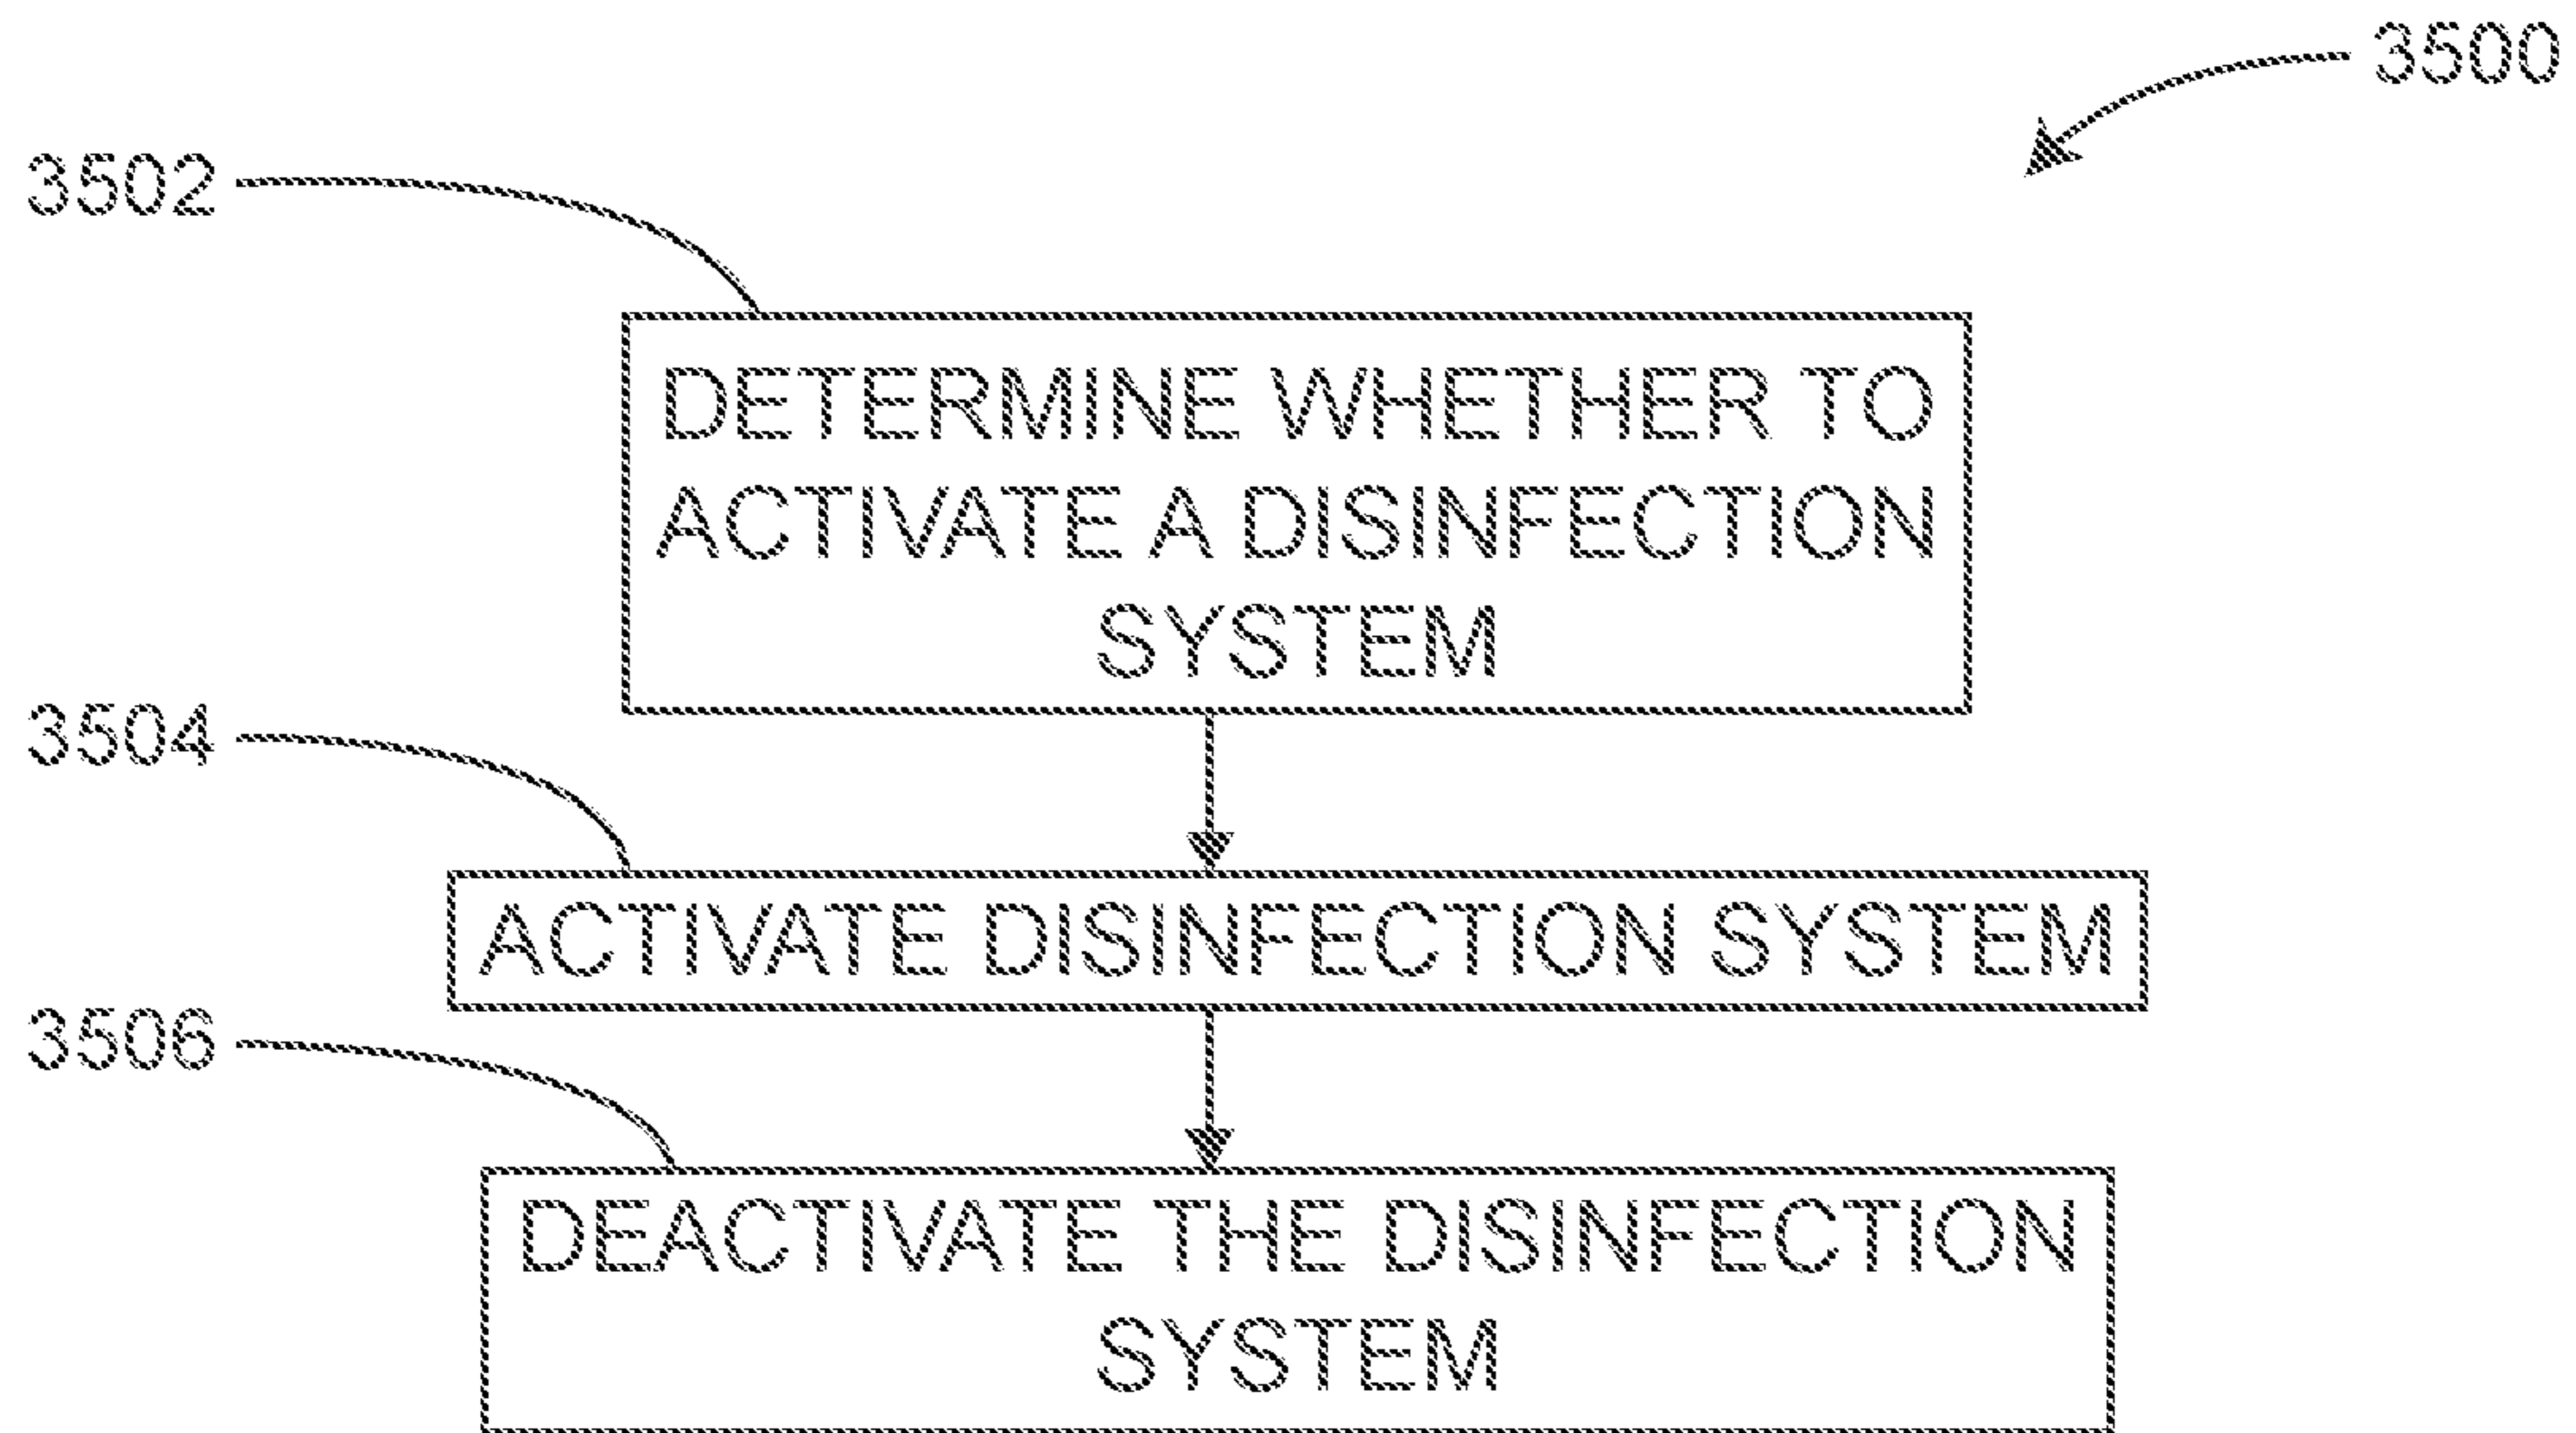 3500
3502
DETERMINE WHETHER TO
ACTIVATE A DISINFECTION
SYSTEM
3504
ACTIVATE DISINFECTION SYSTEM
3506
DEACTIVATE THE DISINFECTION
SYSTEM